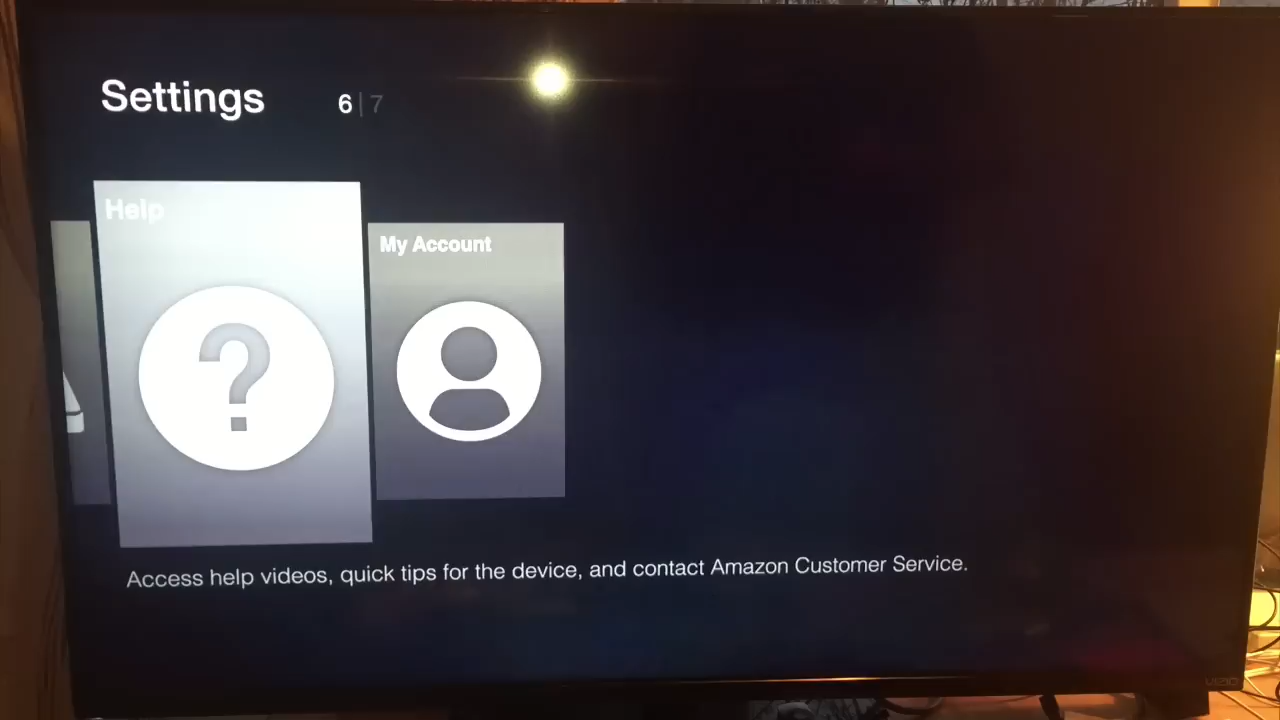 Settings 6|7
Help
My Account
Access help videos, quick tips for the device, and contact Amazon Customer Service.
VIZIO